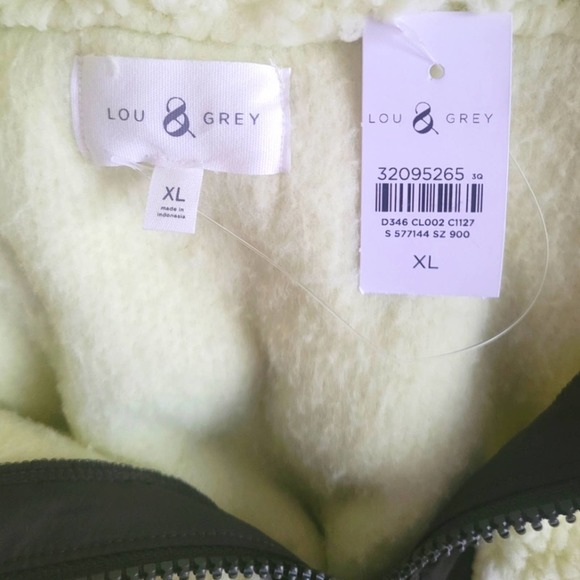 LOU & GREY
XL
made in
indonesia
LOU & GREY
32095265 3Q
D346 CL002 C1127
S 577144 SZ 900
XL